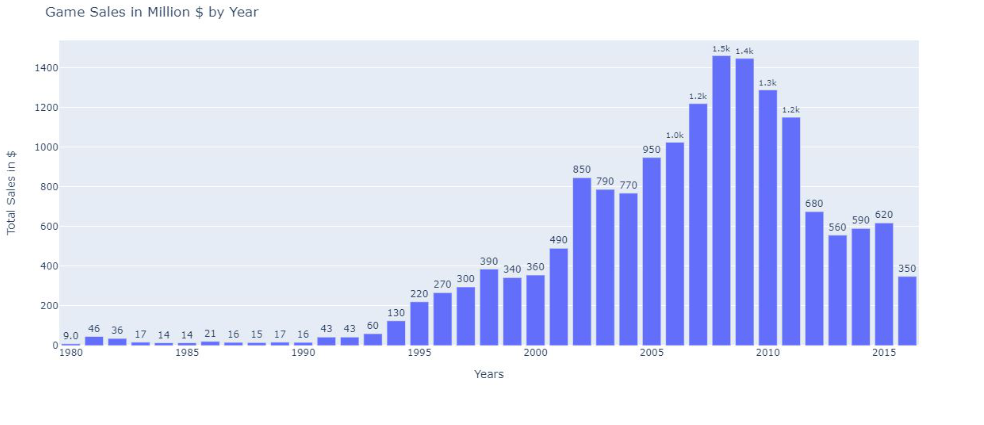 Game Sales in Million $ by Year
Total Sales in $
1400
1200
1000
800
600
400
200
0
9.0 46 36 17 14 14 21 16 15 17 16 43 43 60 130 220 270 300 390 340 360 490 850 790 770 950 1.0k 1.2k 1.5k 1.4k 1.3k 1.2k 680 560 590 620 350
1980 1985 1990 1995 2000 2005 2010 2015
Years